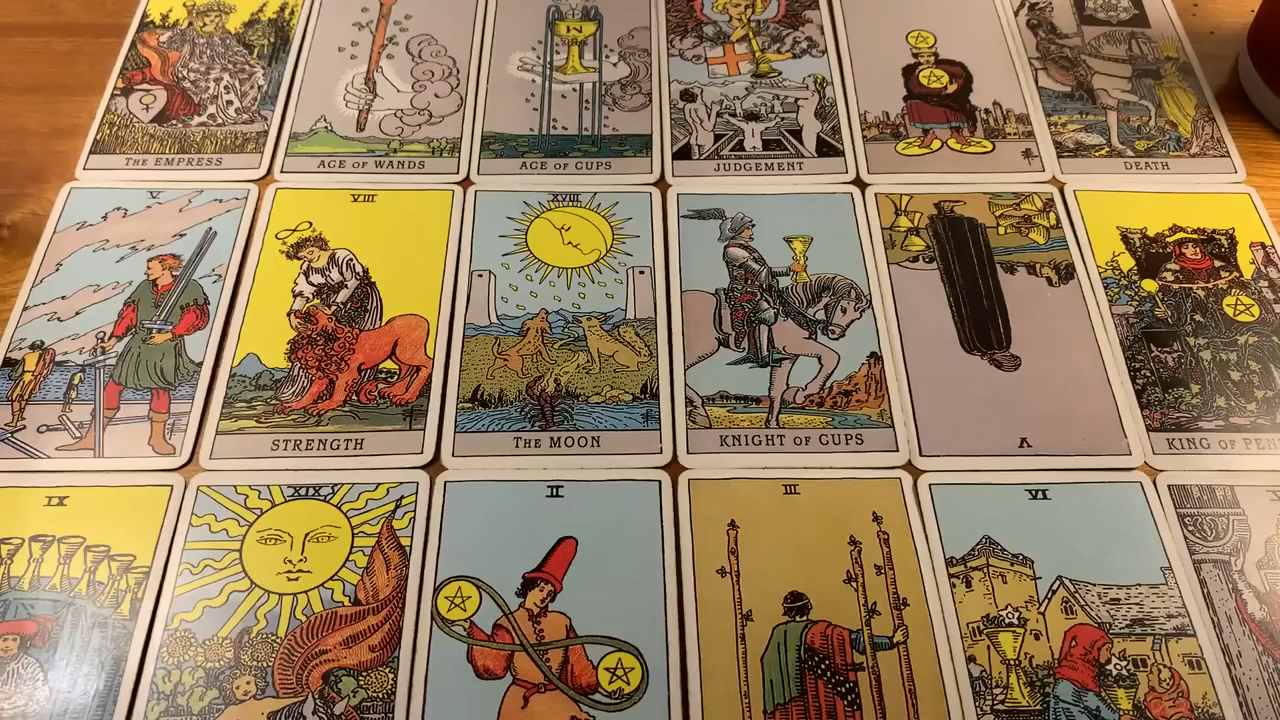 THE EMPRESS
ACE OF WANDS
ACE OF CUPS
JUDGEMENT
DEATH
V
VIII
XVIII
STRENGTH
THE MOON
KNIGHT OF CUPS
V
KING OF PEN
IX
XIX
II
III
VI